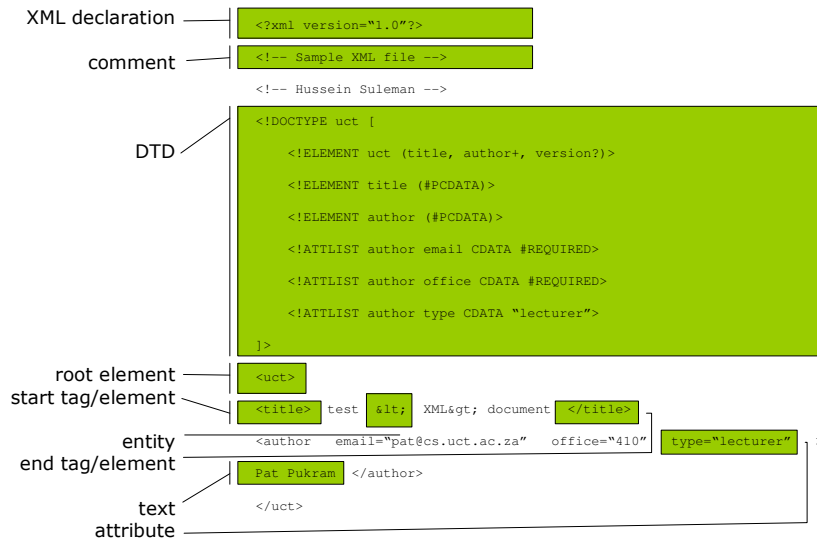 XML declaration
<?xml version=“1.0”?>
comment
<!-- Sample XML file -->
<!-- Hussein Suleman -->
DTD
<!DOCTYPE uct [
<!ELEMENT uct (title, author+, version?)>
<!ELEMENT title (#PCDATA)>
<!ELEMENT author (#PCDATA)>
<!ATTLIST author email CDATA #REQUIRED>
<!ATTLIST author office CDATA #REQUIRED>
<!ATTLIST author type CDATA “lecturer”>
]>
root element
<uct>
start tag/element
<title> test &lt; XML&gt; document </title>
entity
<author email=“pat@cs.uct.ac.za” office=“410” type=“lecturer” >
end tag/element
Pat Pukram </author>
text
</uct>
attribute